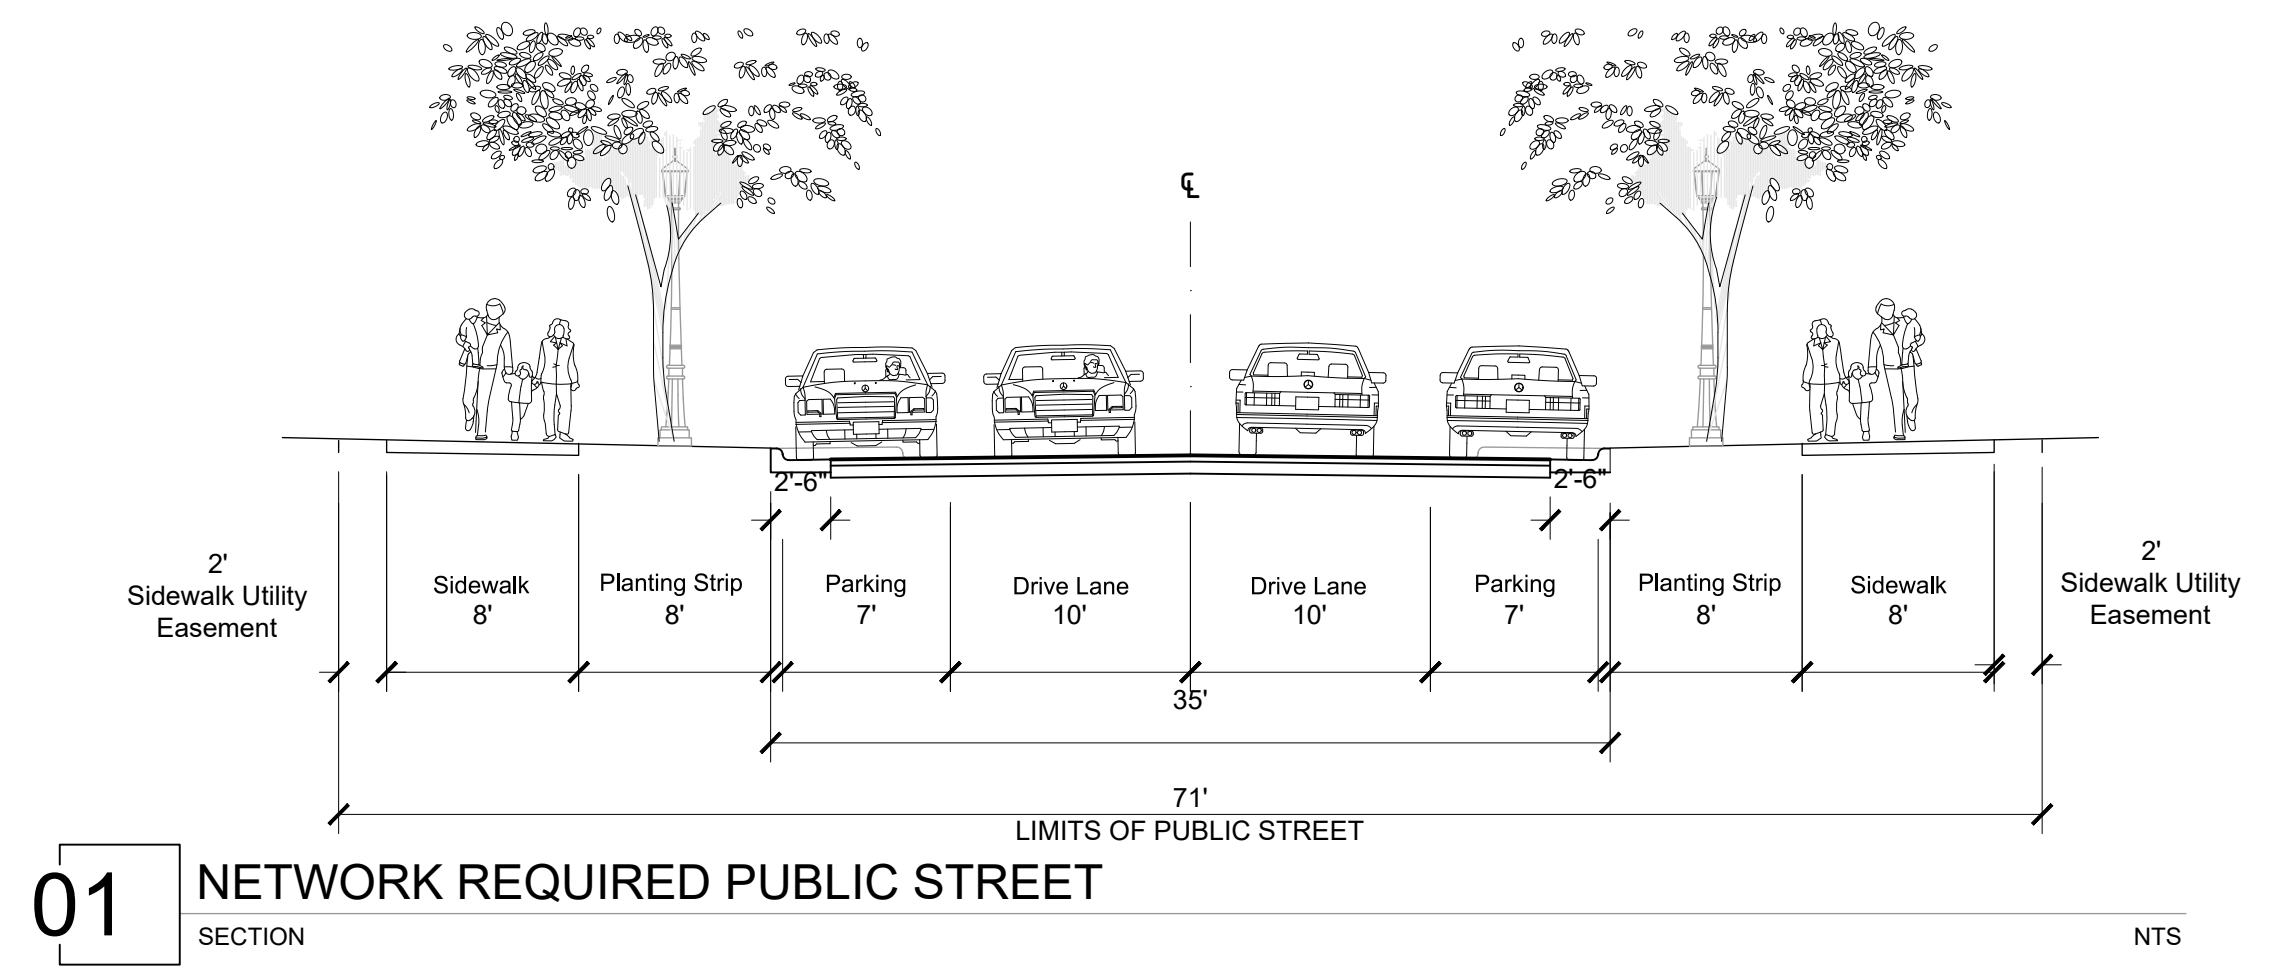 ℄
2'-6"
2'-6"
2'
Sidewalk Utility
Easement
Sidewalk
8'
Planting Strip
8'
Parking
7'
Drive Lane
10'
Drive Lane
10'
Parking
7'
Planting Strip
8'
Sidewalk
8'
2'
Sidewalk Utility
Easement
35'
71'
LIMITS OF PUBLIC STREET
01
NETWORK REQUIRED PUBLIC STREET
SECTION
NTS